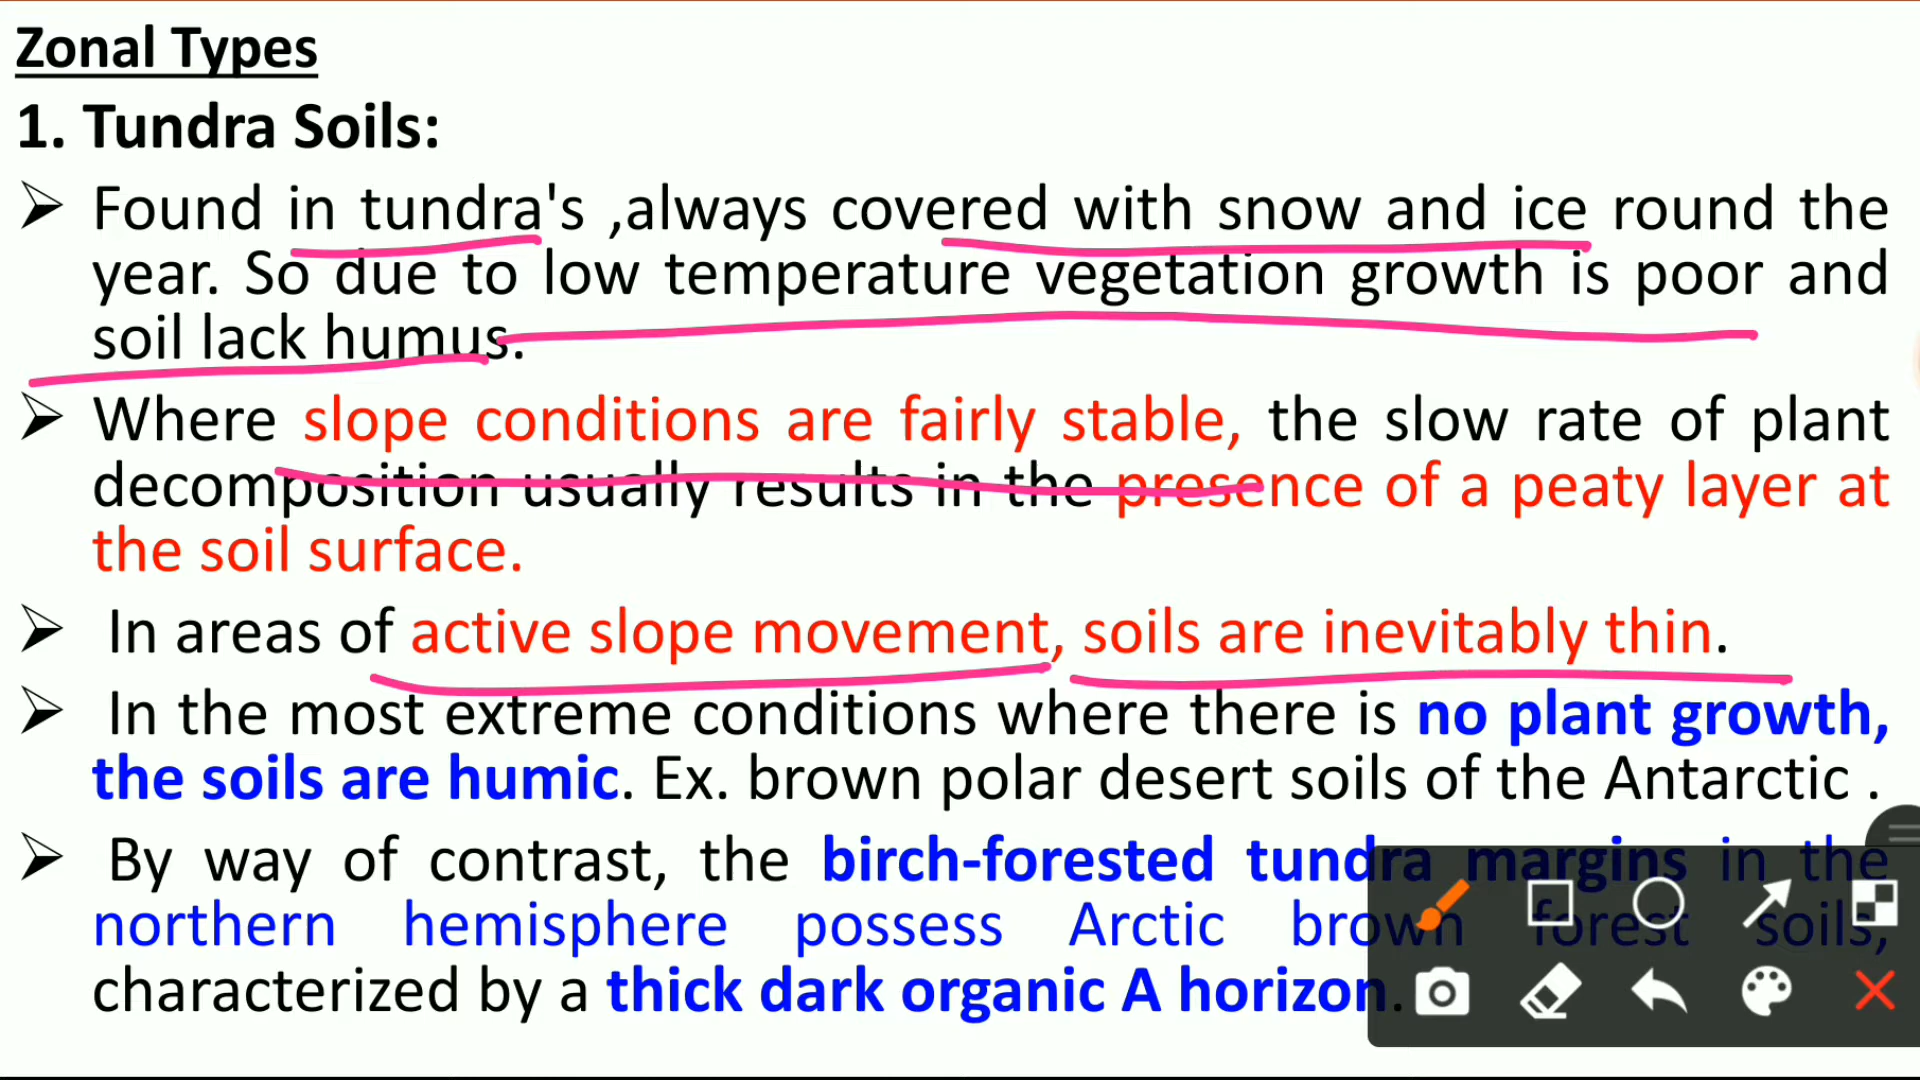 Zonal Types
1. Tundra Soils:
➢ Found in tundra's ,always covered with snow and ice round the
year. So due to low temperature vegetation growth is poor and
soil lack humus.
➢ Where slope conditions are fairly stable, the slow rate of plant
decomposition usually results in the presence of a peaty layer at
the soil surface.
➢ In areas of active slope movement, soils are inevitably thin.
➢ In the most extreme conditions where there is no plant growth,
the soils are humic. Ex. brown polar desert soils of the Antarctic .
➢ By way of contrast, the birch-forested tundra margins in the
northern hemisphere possess Arctic brown forest soils,
characterized by a thick dark organic A horizon.